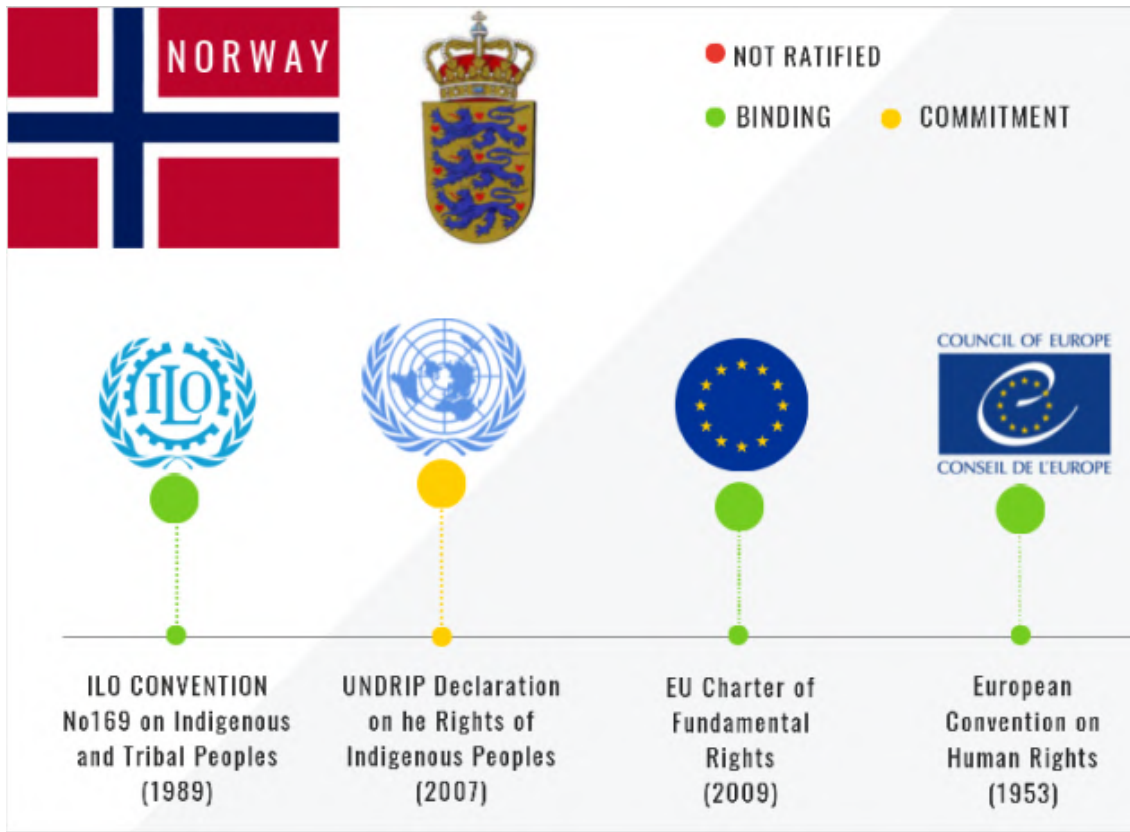 NORWAY
NOT RATIFIED
BINDING
COMMITMENT
ILO
COUNCIL OF EUROPE
CONSEIL DE L'EUROPE
ILO CONVENTION
No169 on Indigenous
and Tribal Peoples
(1989)
UNDRIP Declaration
on he Rights of
Indigenous Peoples
(2007)
EU Charter of
Fundamental
Rights
(2009)
European
Convention on
Human Rights
(1953)